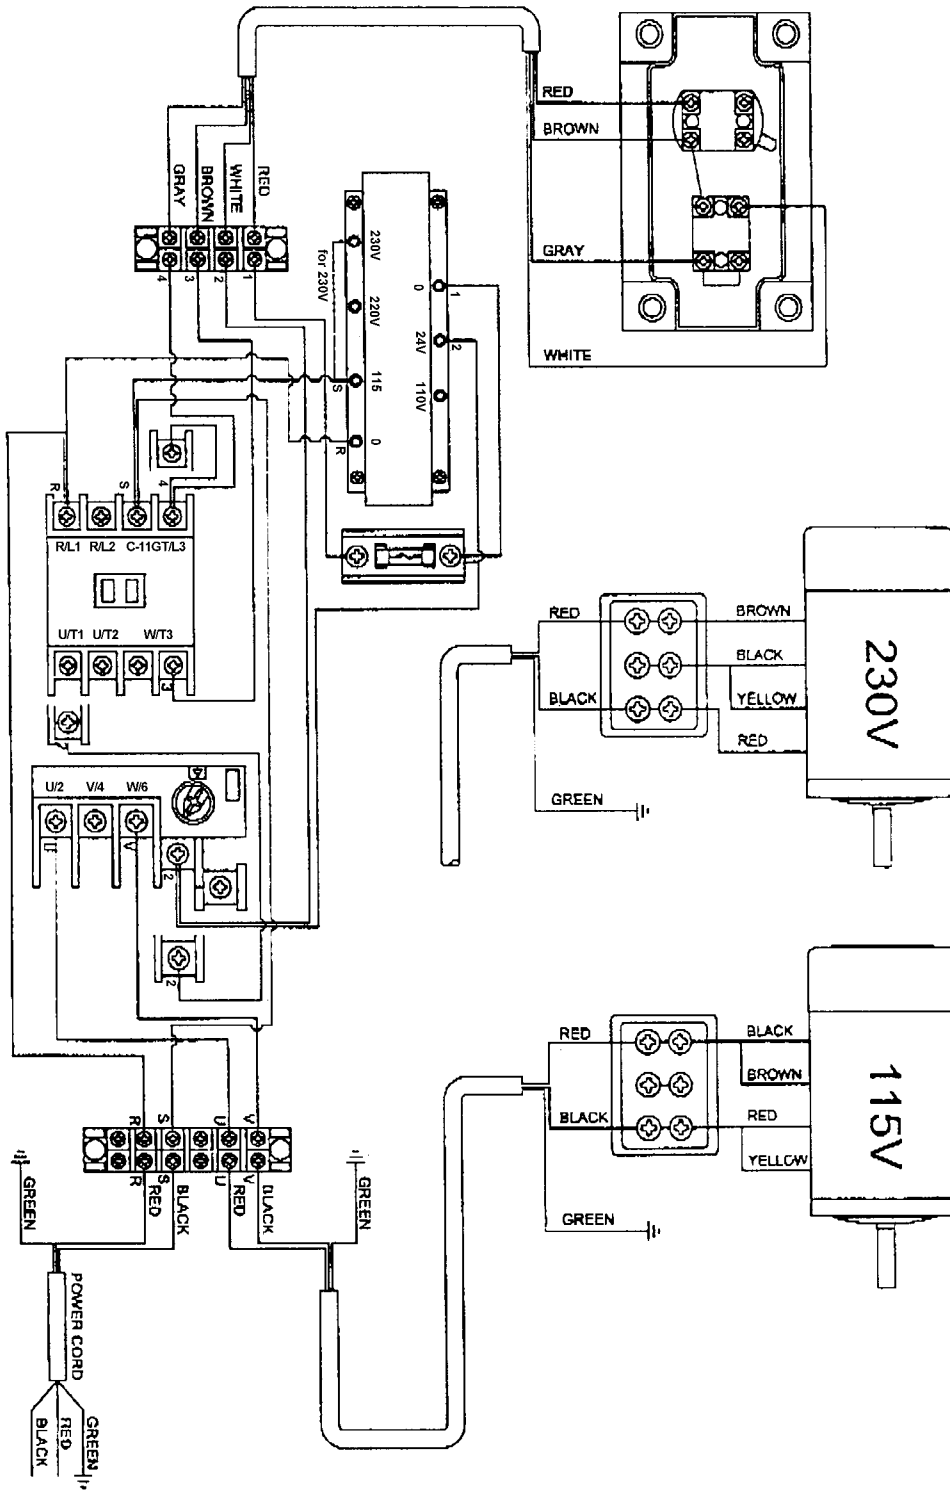 RED
BROWN
GRAY
WHITE
RED
WHITE
BROWN
GRAY
4
3
2
1
230V
for 230V
220V
115
S
0
R
0
1
24V
2
110V
R
S
4
R/L1 R/L2 C-11GT/L3
U/T1 U/T2 W/T3
3
U/2 V/4 W/6
U
V
2
2
RED
BLACK
GREEN
BROWN
BLACK
YELLOW
RED
230V
RED
BLACK
GREEN
BLACK
BROWN
RED
YELLOW
115V
R
S
U
V
R
S
U
V
GREEN
RED
BLACK
RED
BLACK
GREEN
POWER CORD
GREEN
RED
BLACK